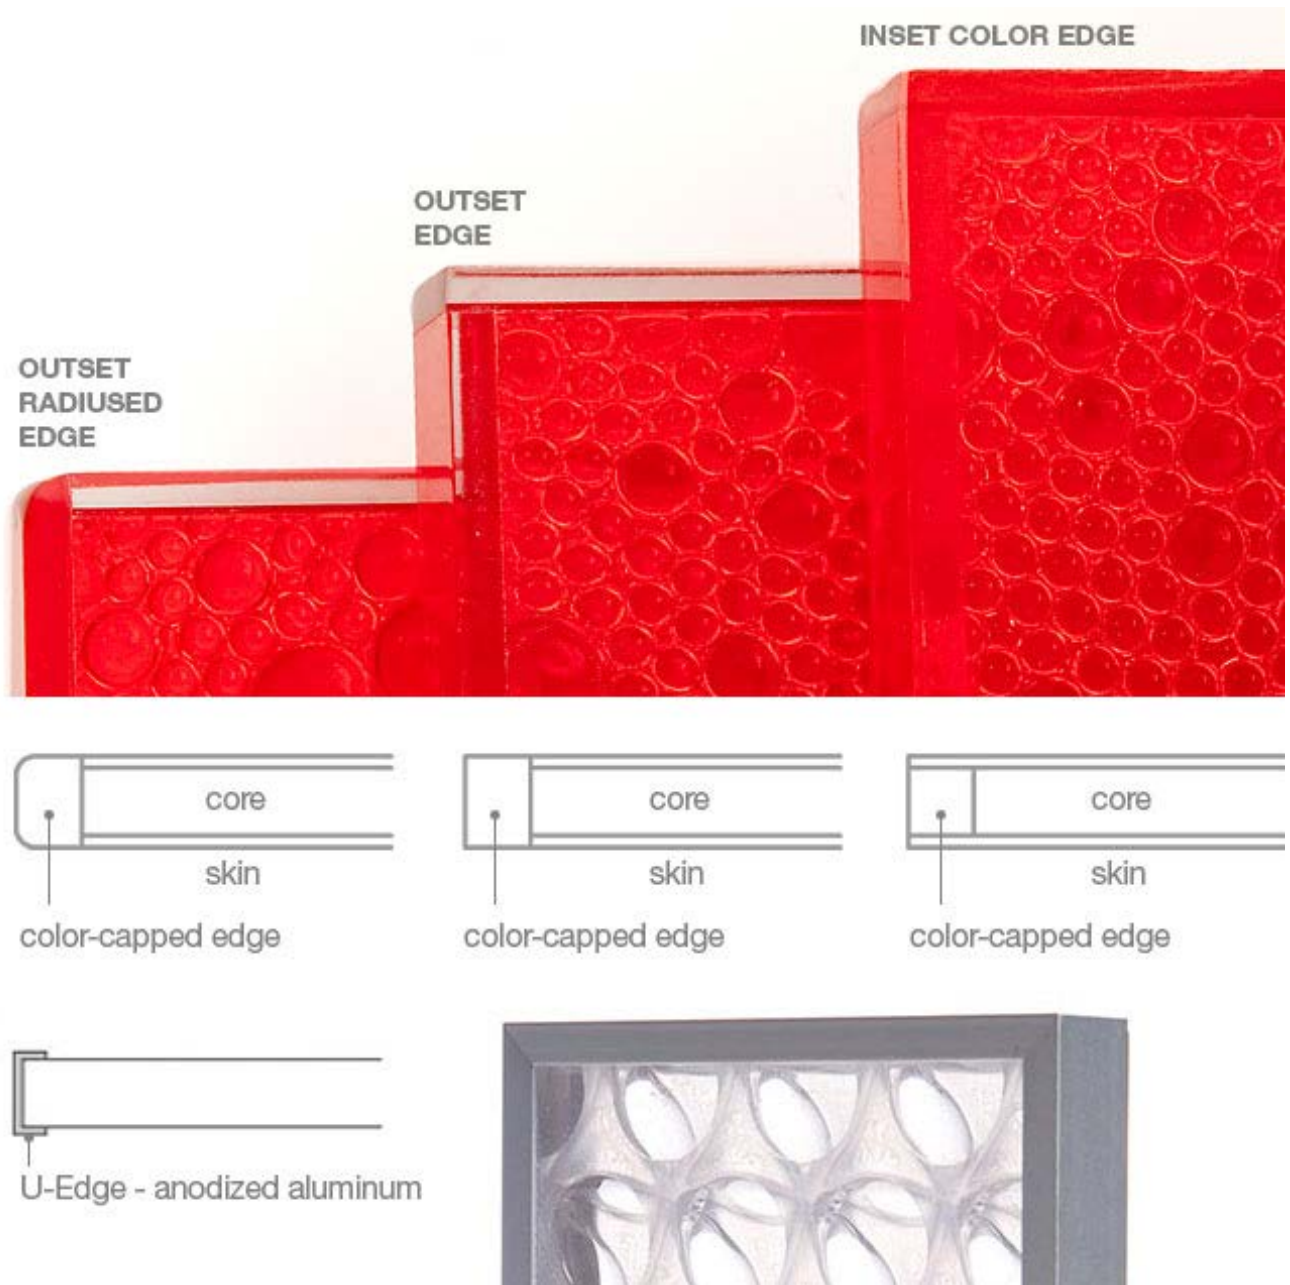 INSET COLOR EDGE
OUTSET
EDGE
OUTSET
RADIUSED
EDGE
core
skin
color-capped edge
core
skin
color-capped edge
core
skin
color-capped edge
U-Edge - anodized aluminum